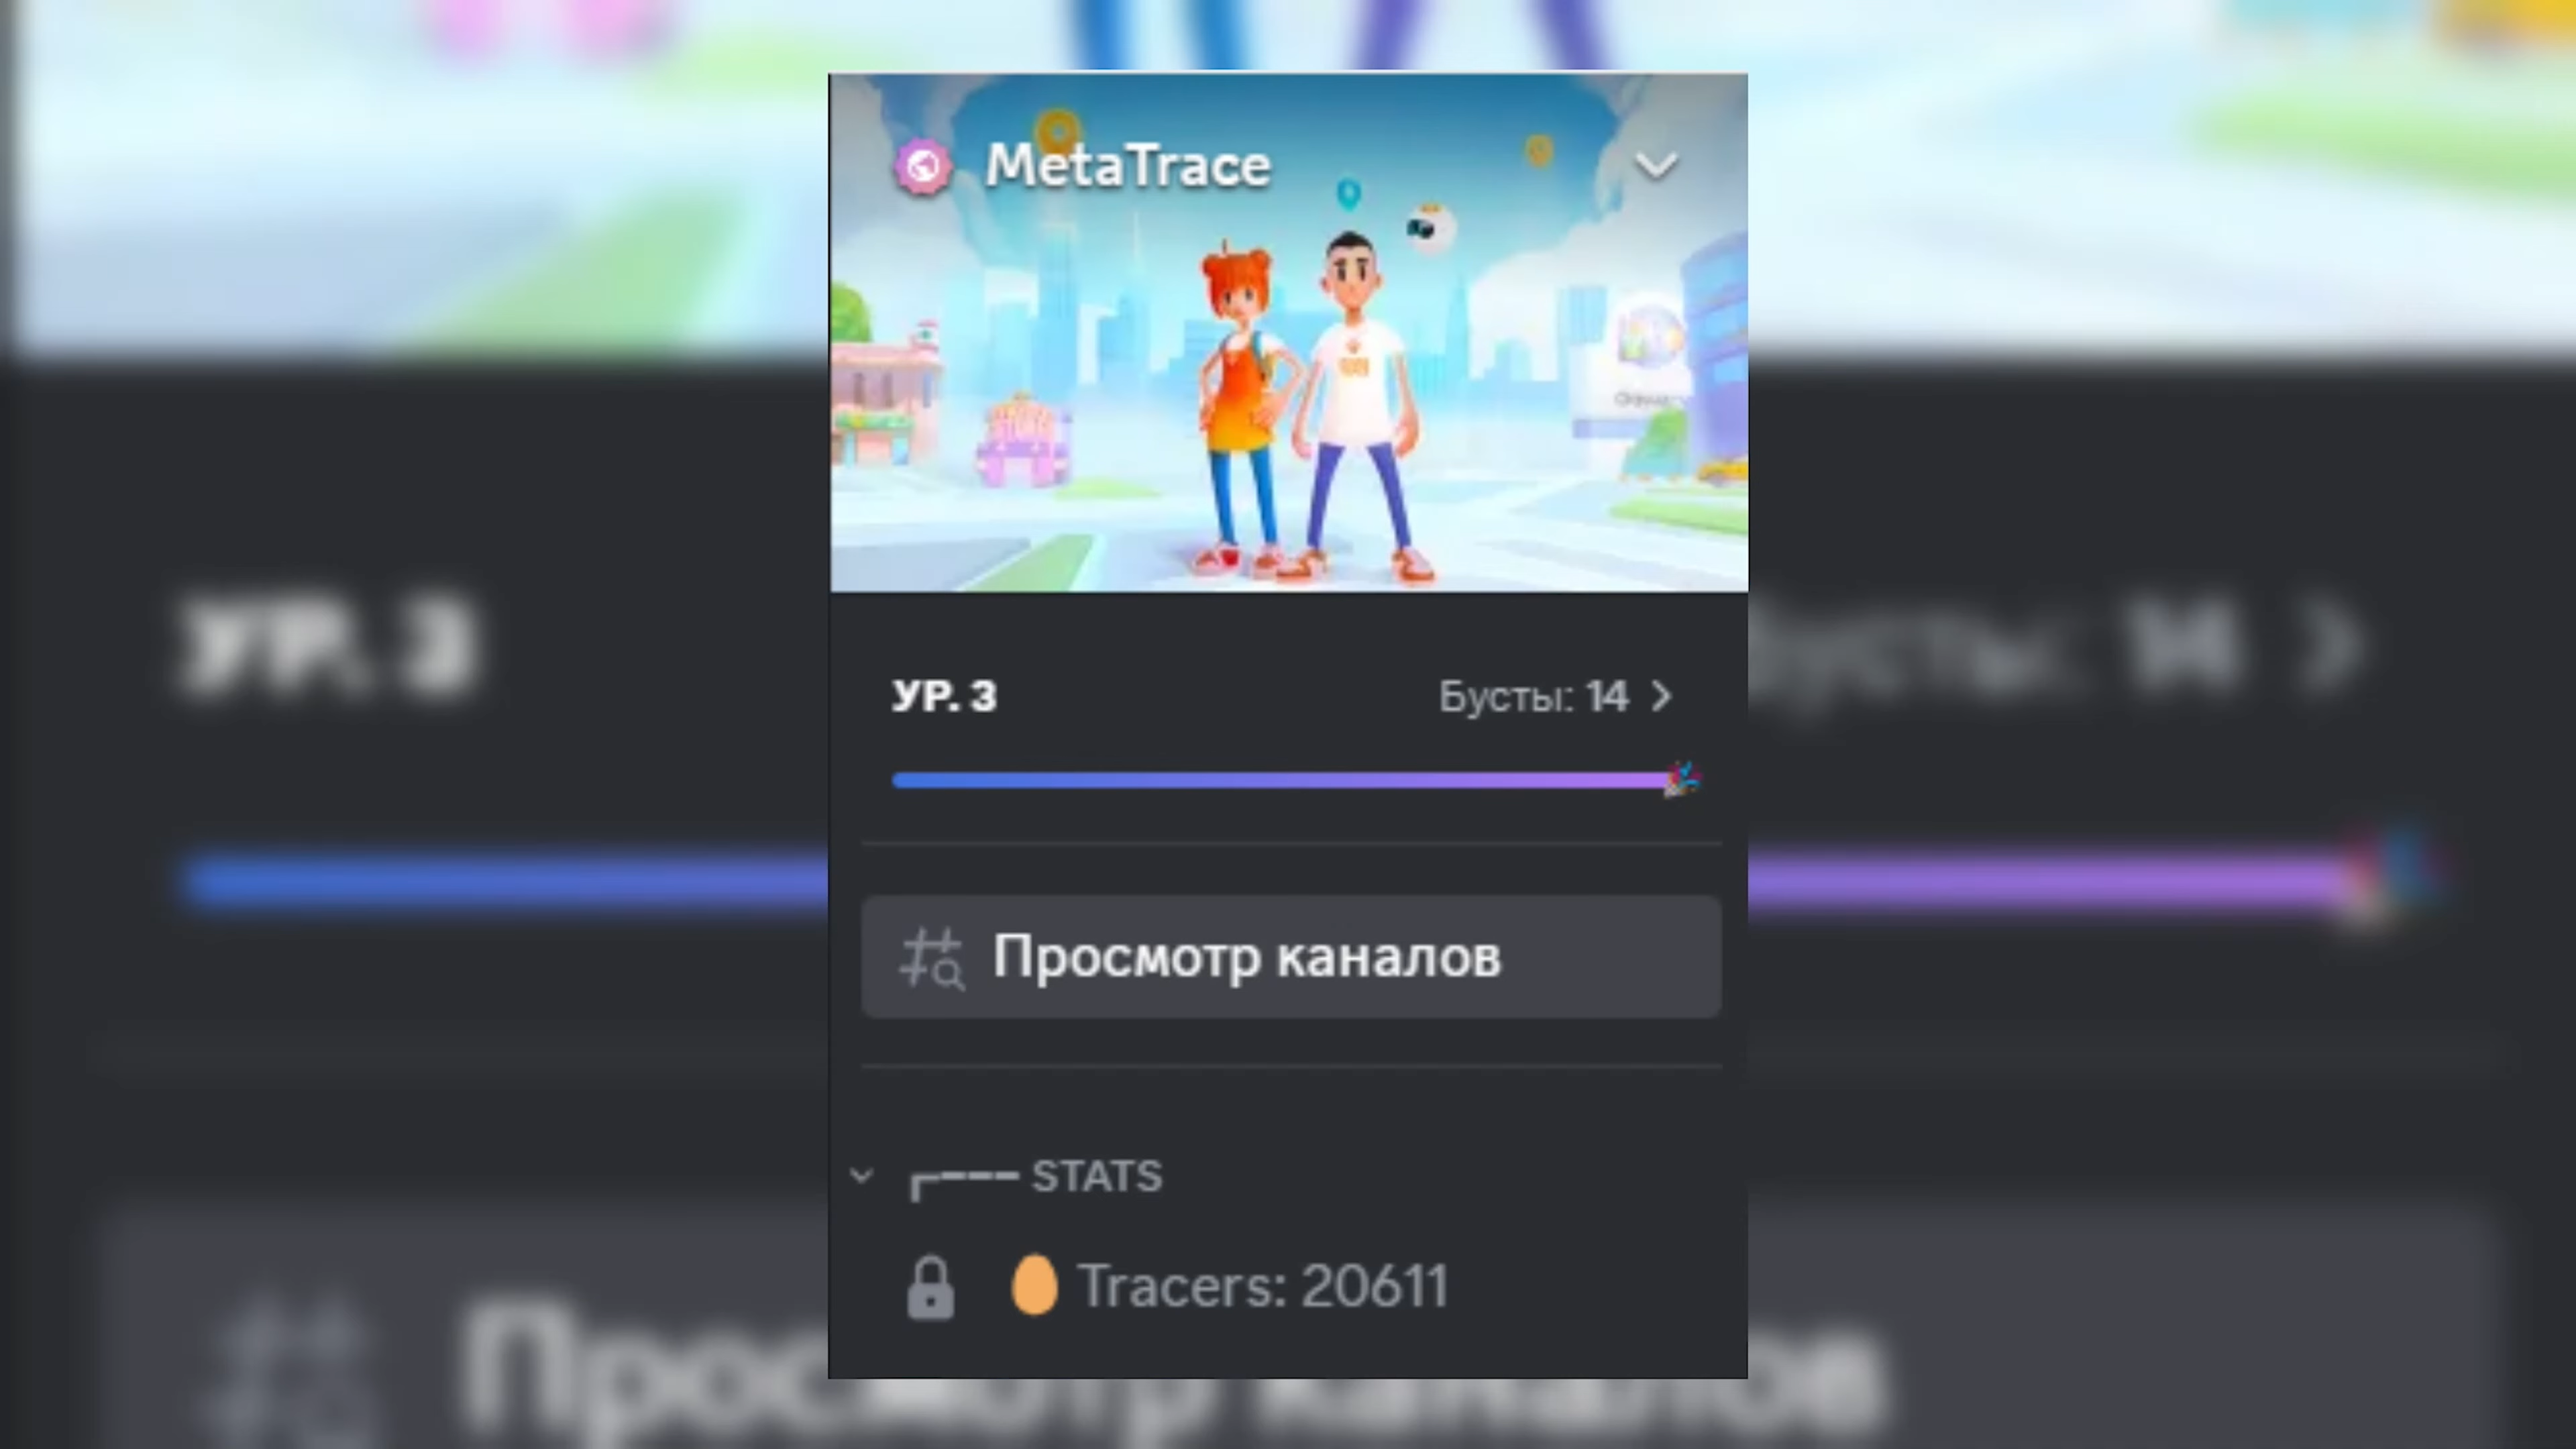 MetaTrace
УР. 3
Бусты: 14
Просмотр каналов
STATS
Tracers: 20611